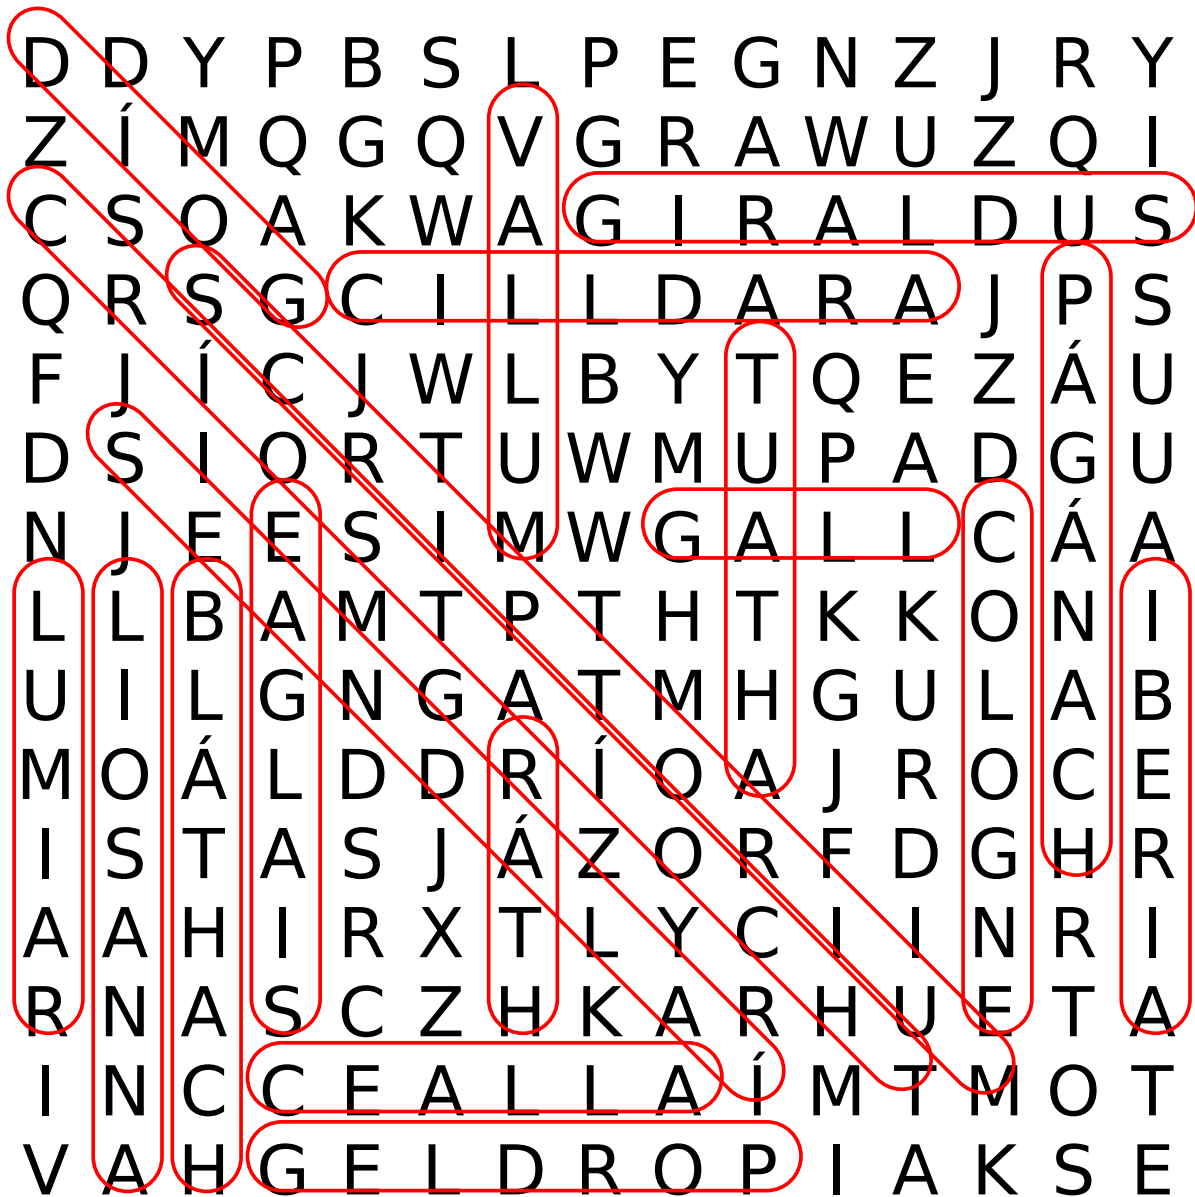 D D Y P B S L P E G N Z J R Y
Z Í M Q G Q V G R A W U Z Q I
C S O A K W A G I R A L D U S
Q R S G C I L L D A R A J P S
F J Í C J W L B Y T Q E Z Á U
D S I O R T U W M U P A D G U
N J E E S I M W G A L L C Á A
L L B A M T P T H T K K O N I
U I L G N G A T M H G U L A B
M O Á L D D R Í O A J R O C E
I S T A S J Á Z O R F D G H R
A A H I R X T L Y C I I N R I
R N A S C Z H K A R H U E T A
I N C C E A L L A Í M T M O T
V A H G E L D R O P I A K S E